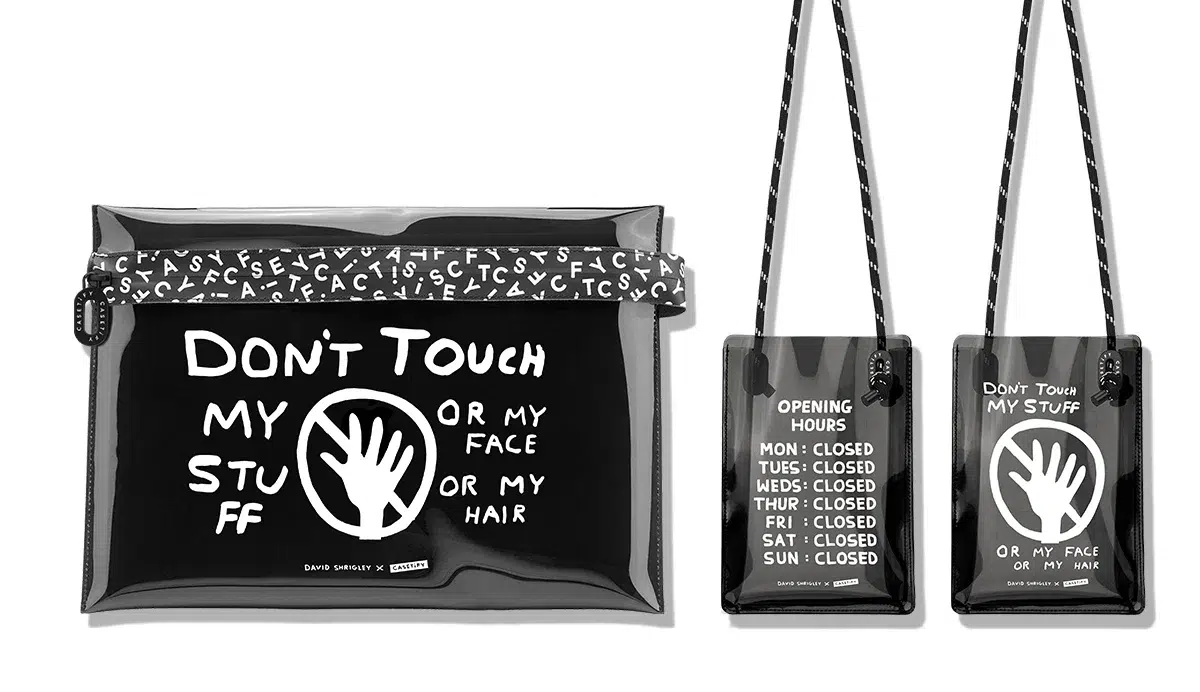 CASETiFY
CASETiFY
DON'T TOUCH
MY
STU
FF
OR MY
FACE
OR MY
HAIR
DAVID SHRIGLEY X CASETiFY
OPENING
HOURS
MON : CLOSED
TUES : CLOSED
WEDS : CLOSED
THUR : CLOSED
FRI : CLOSED
SAT : CLOSED
SUN : CLOSED
DAVID SHRIGLEY X CASETiFY
DON'T TOUCH
MY STUFF
OR MY FACE
OR MY HAIR
DAVID SHRIGLEY X CASETiFY